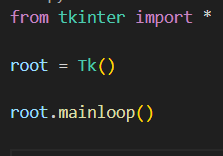 from tkinter import *
root = Tk()
root.mainloop()